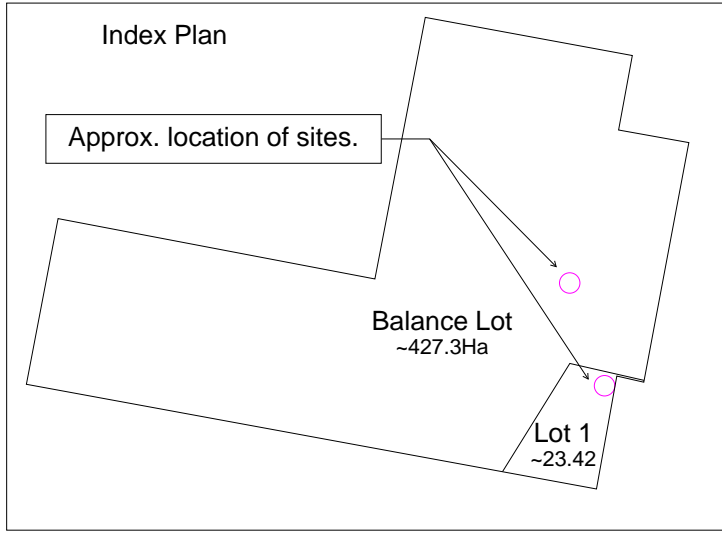 Index Plan
Approx. location of sites.
Balance Lot
~427.3Ha
Lot 1
~23.42